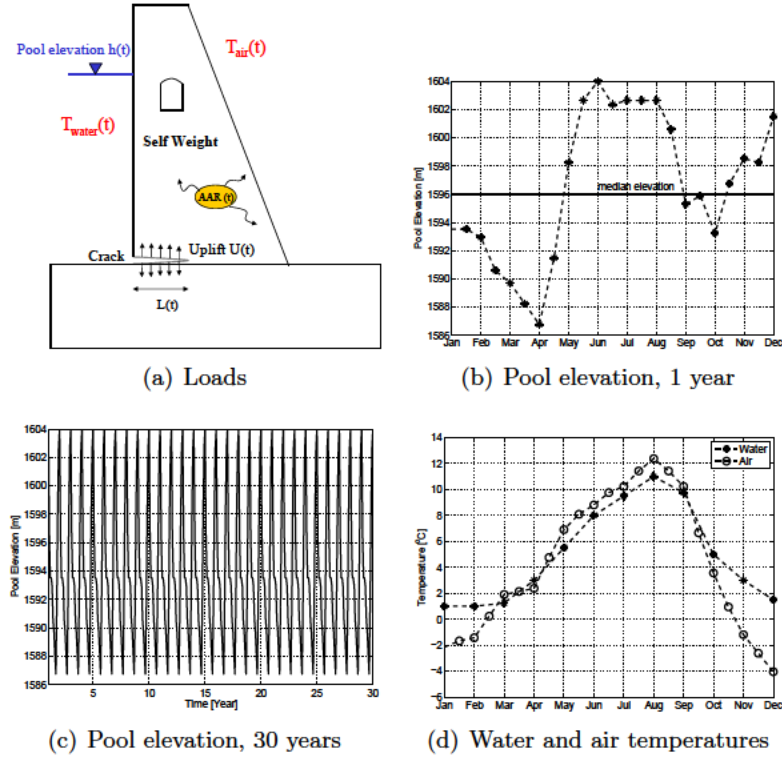 Pool elevation h(t)
T_air(t)
T_water(t)
Self Weight
AAR (t)
Crack
Uplift U(t)
L(t)
(a) Loads
Pool Elevation [m]
1604
1602
1600
1598
1596
1594
1592
1590
1588
1586
median elevation
Jan Feb Mar Apr May Jun Jul Aug Sep Oct Nov Dec
(b) Pool elevation, 1 year
Pool Elevation [m]
1604
1602
1600
1598
1596
1593
1592
1590
1588
1586
5 10 15 20 25 30
Time [Year]
(c) Pool elevation, 30 years
Temperature [°C]
14
12
10
8
6
4
2
0
−2
−4
−6
Water
Air
Jan Feb Mar Apr May Jun Jul Aug Sep Oct Nov Dec
(d) Water and air temperatures